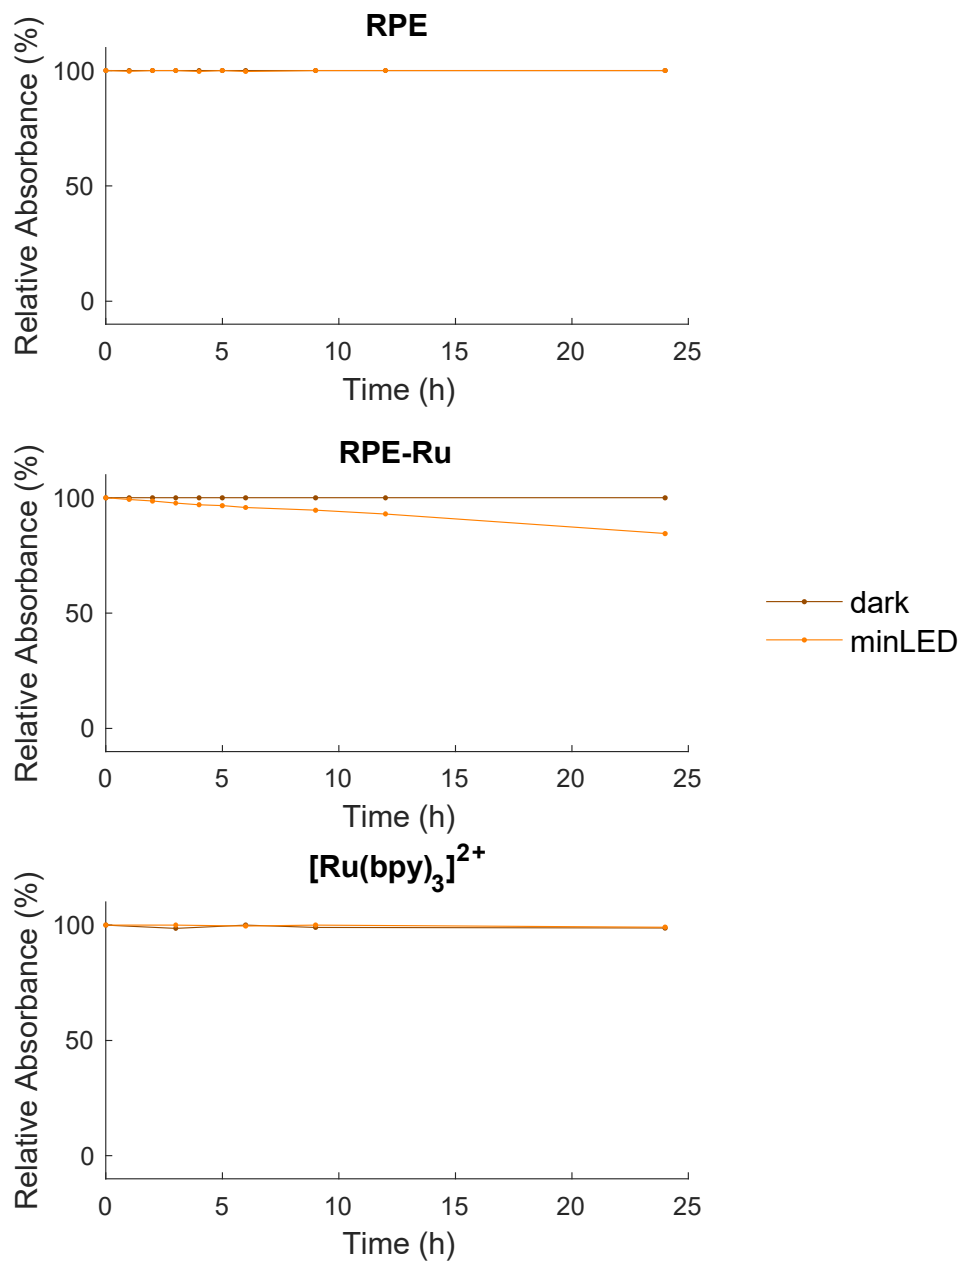 RPE
Relative Absorbance (%)
100
50
0
0 5 10 15 20 25
Time (h)
RPE-Ru
Relative Absorbance (%)
100
50
0
0 5 10 15 20 25
Time (h)
dark
minLED
[Ru(bpy)₃]²⁺
Relative Absorbance (%)
100
50
0
0 5 10 15 20 25
Time (h)